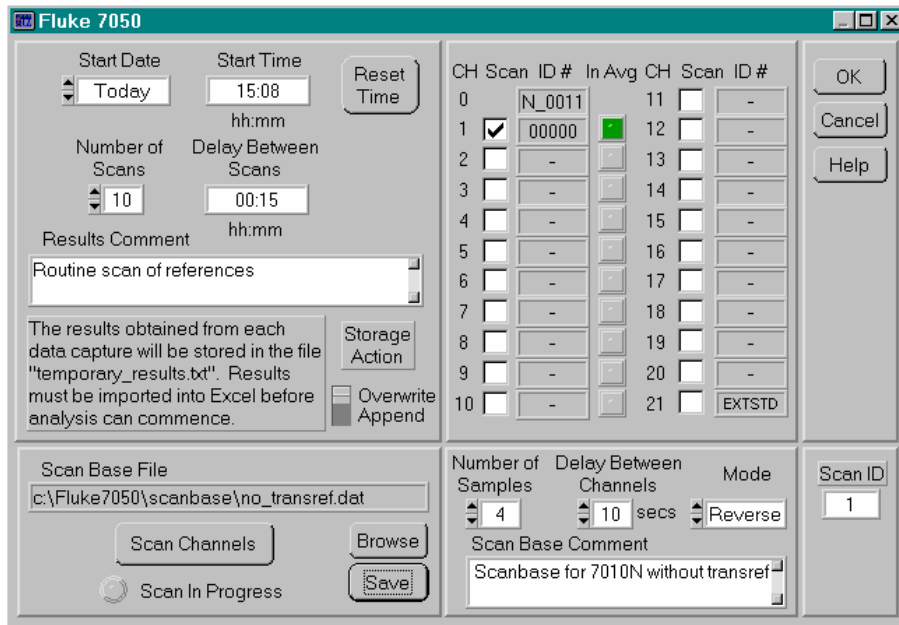 Fluke 7050
Start Date
Start Time
Today
15:08
hh:mm
Reset
Time
Number of
Scans
Delay Between
Scans
10
00:15
hh:mm
Results Comment
Routine scan of references
The results obtained from each
data capture will be stored in the file
"temporary_results.txt". Results
must be imported into Excel before
analysis can commence.
Storage
Action
Overwrite
Append
CH Scan ID # In Avg CH Scan ID #
0 N_0011 11 -
1 00000 12 -
2 - 13 -
3 - 14 -
4 - 15 -
5 - 16 -
6 - 17 -
7 - 18 -
8 - 19 -
9 - 20 -
10 - 21 EXTSTD
OK
Cancel
Help
Scan Base File
c:\Fluke7050\scanbase\no_transref.dat
Scan Channels
Browse
Scan In Progress
Save
Number of
Samples
Delay Between
Channels
Mode
4
10 secs
Reverse
Scan Base Comment
Scanbase for 7010N without transref
Scan ID
1